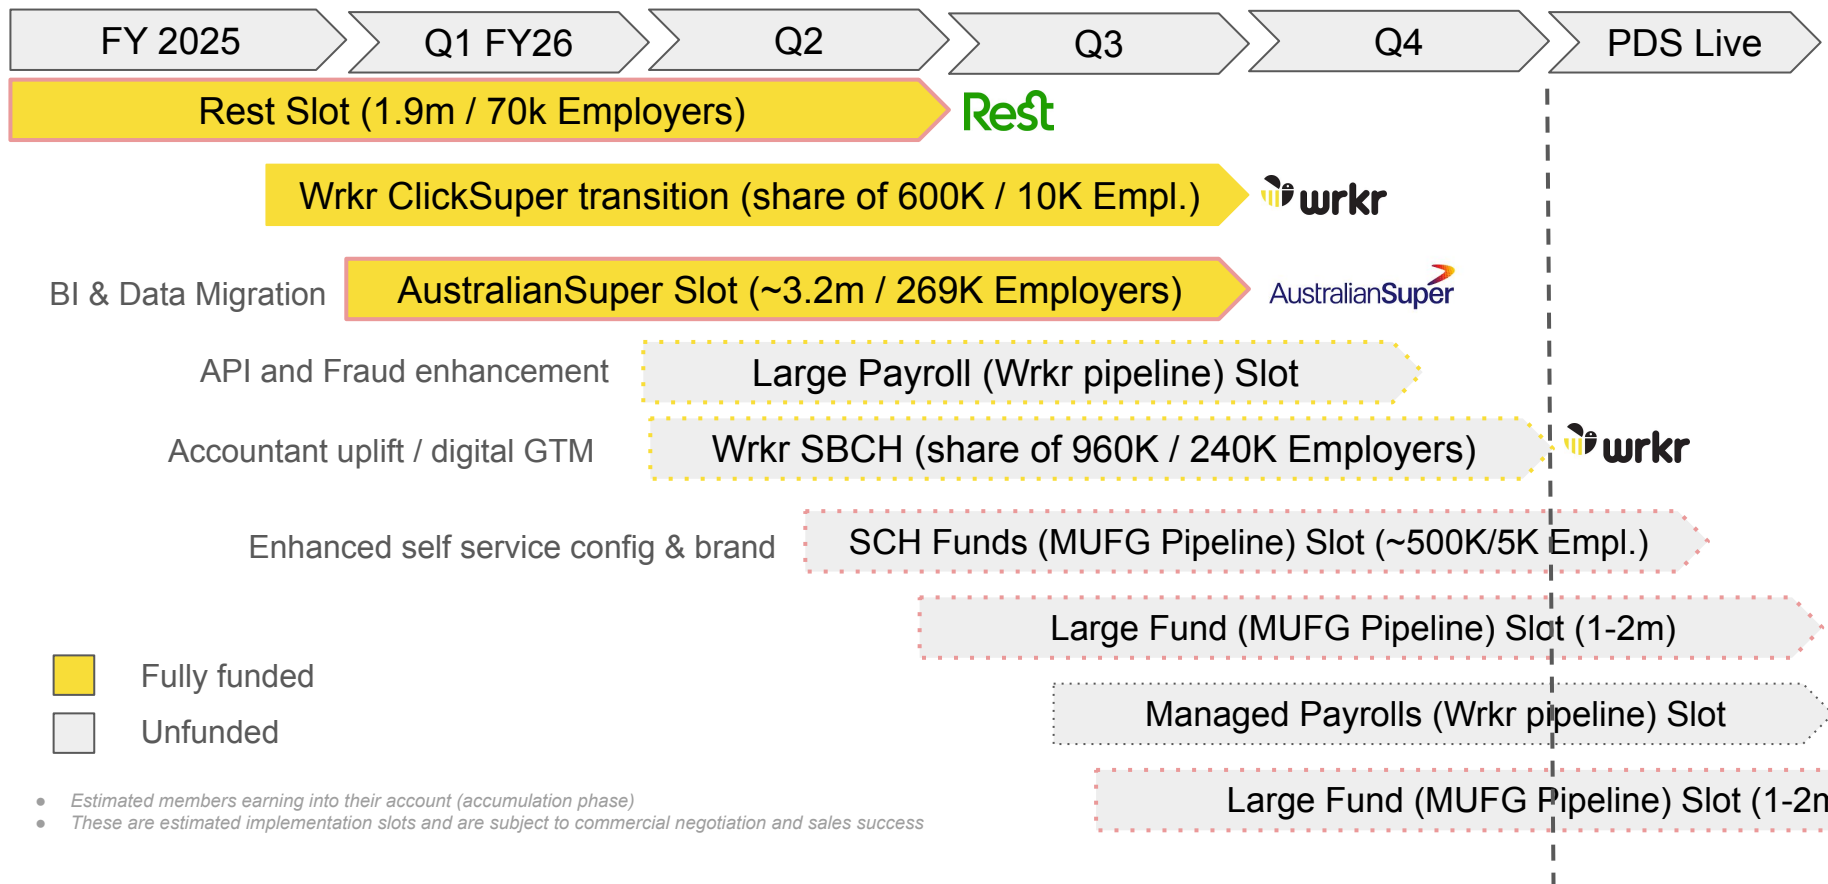 FY 2025
Q1 FY26
Q2
Q3
Q4
PDS Live
Rest Slot (1.9m / 70k Employers)
Rest
Wrkr ClickSuper transition (share of 600K / 10K Empl.)
wrkr
BI & Data Migration
AustralianSuper Slot (~3.2m / 269K Employers)
AustralianSuper
API and Fraud enhancement
Large Payroll (Wrkr pipeline) Slot
Accountant uplift / digital GTM
Wrkr SBCH (share of 960K / 240K Employers)
wrkr
Enhanced self service config & brand
SCH Funds (MUFG Pipeline) Slot (~500K/5K Empl.)
Large Fund (MUFG Pipeline) Slot (1-2m)
Fully funded
Managed Payrolls (Wrkr pipeline) Slot
Unfunded
Large Fund (MUFG Pipeline) Slot (1-2m
● Estimated members earning into their account (accumulation phase)
● These are estimated implementation slots and are subject to commercial negotiation and sales success